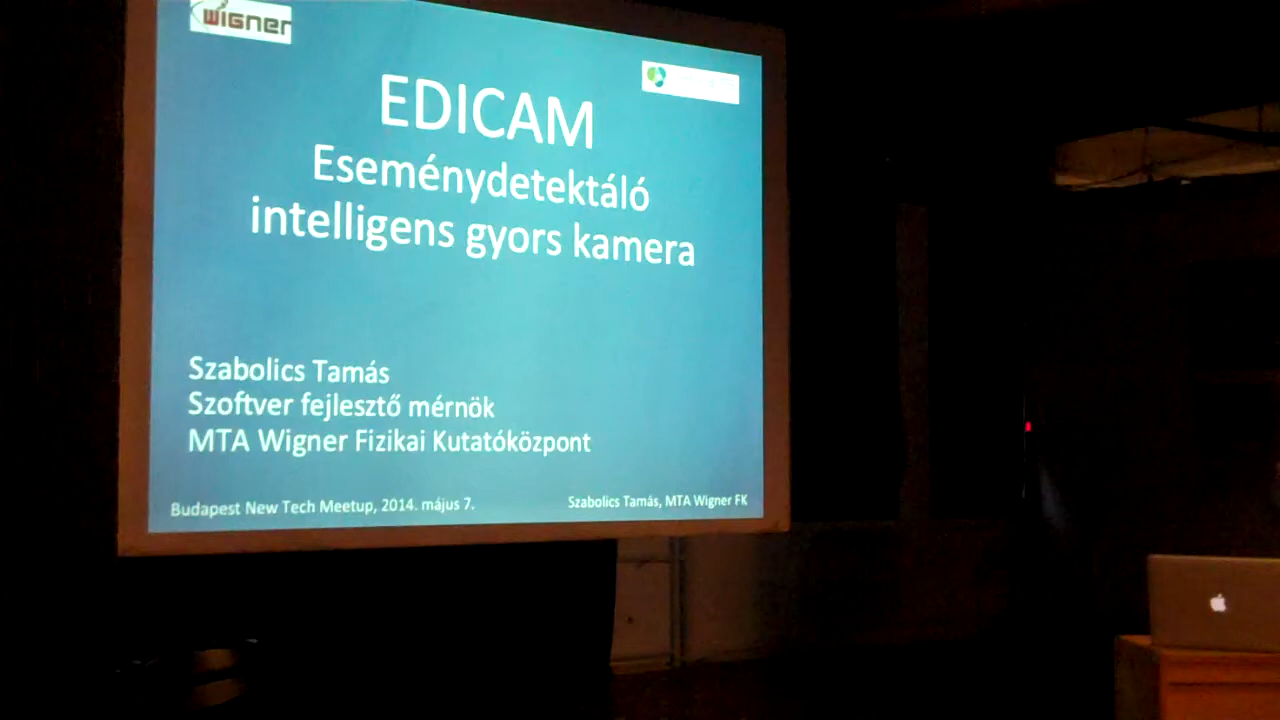 wigner
EDICAM
Eseménydetektáló
intelligens gyors kamera
Szabolics Tamás
Szoftver fejlesztő mérnök
MTA Wigner Fizikai Kutatóközpont
Budapest New Tech Meetup, 2014. május 7.
Szabolics Tamás, MTA Wigner FK